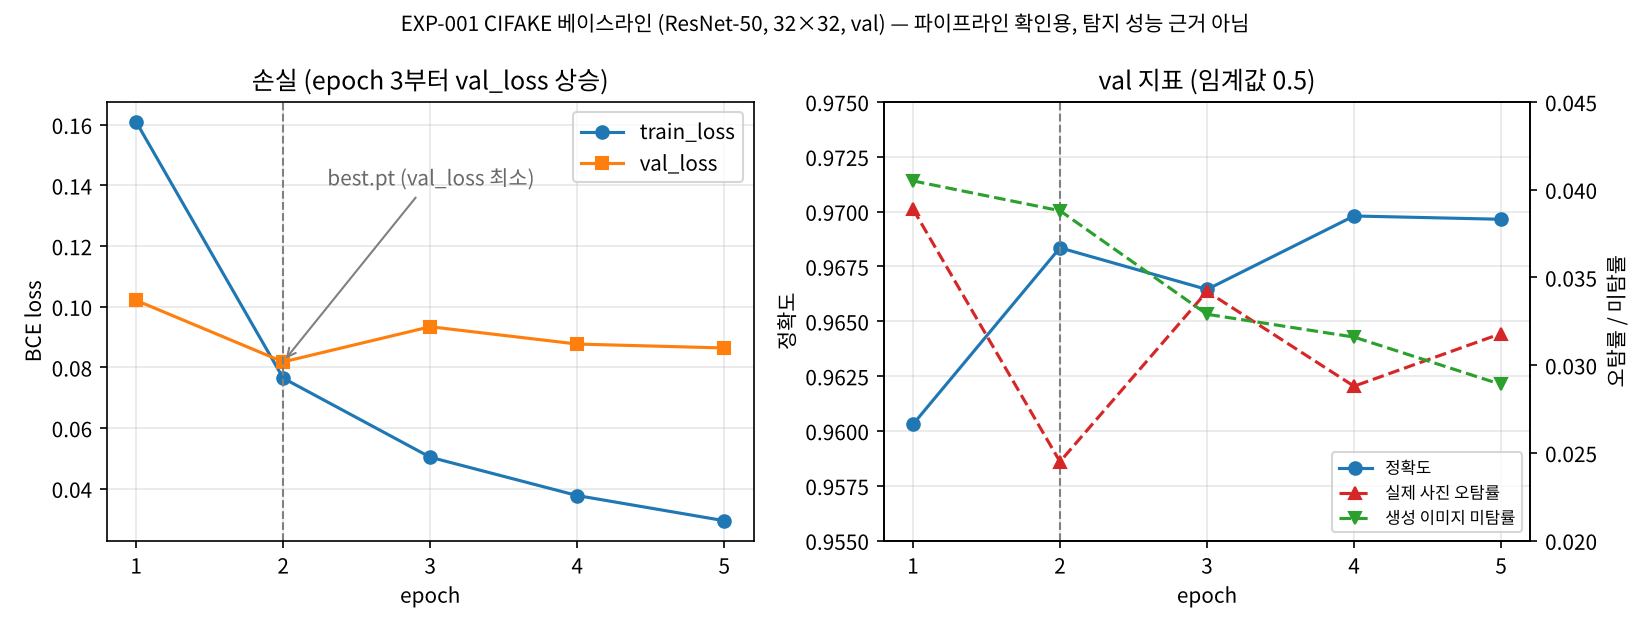 EXP-001 CIFAKE 베이스라인 (ResNet-50, 32×32, val) — 파이프라인 확인용, 탐지 성능 근거 아님
손실 (epoch 3부터 val_loss 상승)
BCE loss
0.16
0.14
0.12
0.10
0.08
0.06
0.04
train_loss
val_loss
best.pt (val_loss 최소)
1 2 3 4 5
epoch
val 지표 (임계값 0.5)
정확도
0.9750
0.9725
0.9700
0.9675
0.9650
0.9625
0.9600
0.9575
0.9550
0.045
0.040
0.035
0.030
0.025
0.020
오탐률 / 미탐률
정확도
실제 사진 오탐률
생성 이미지 미탐률
1 2 3 4 5
epoch